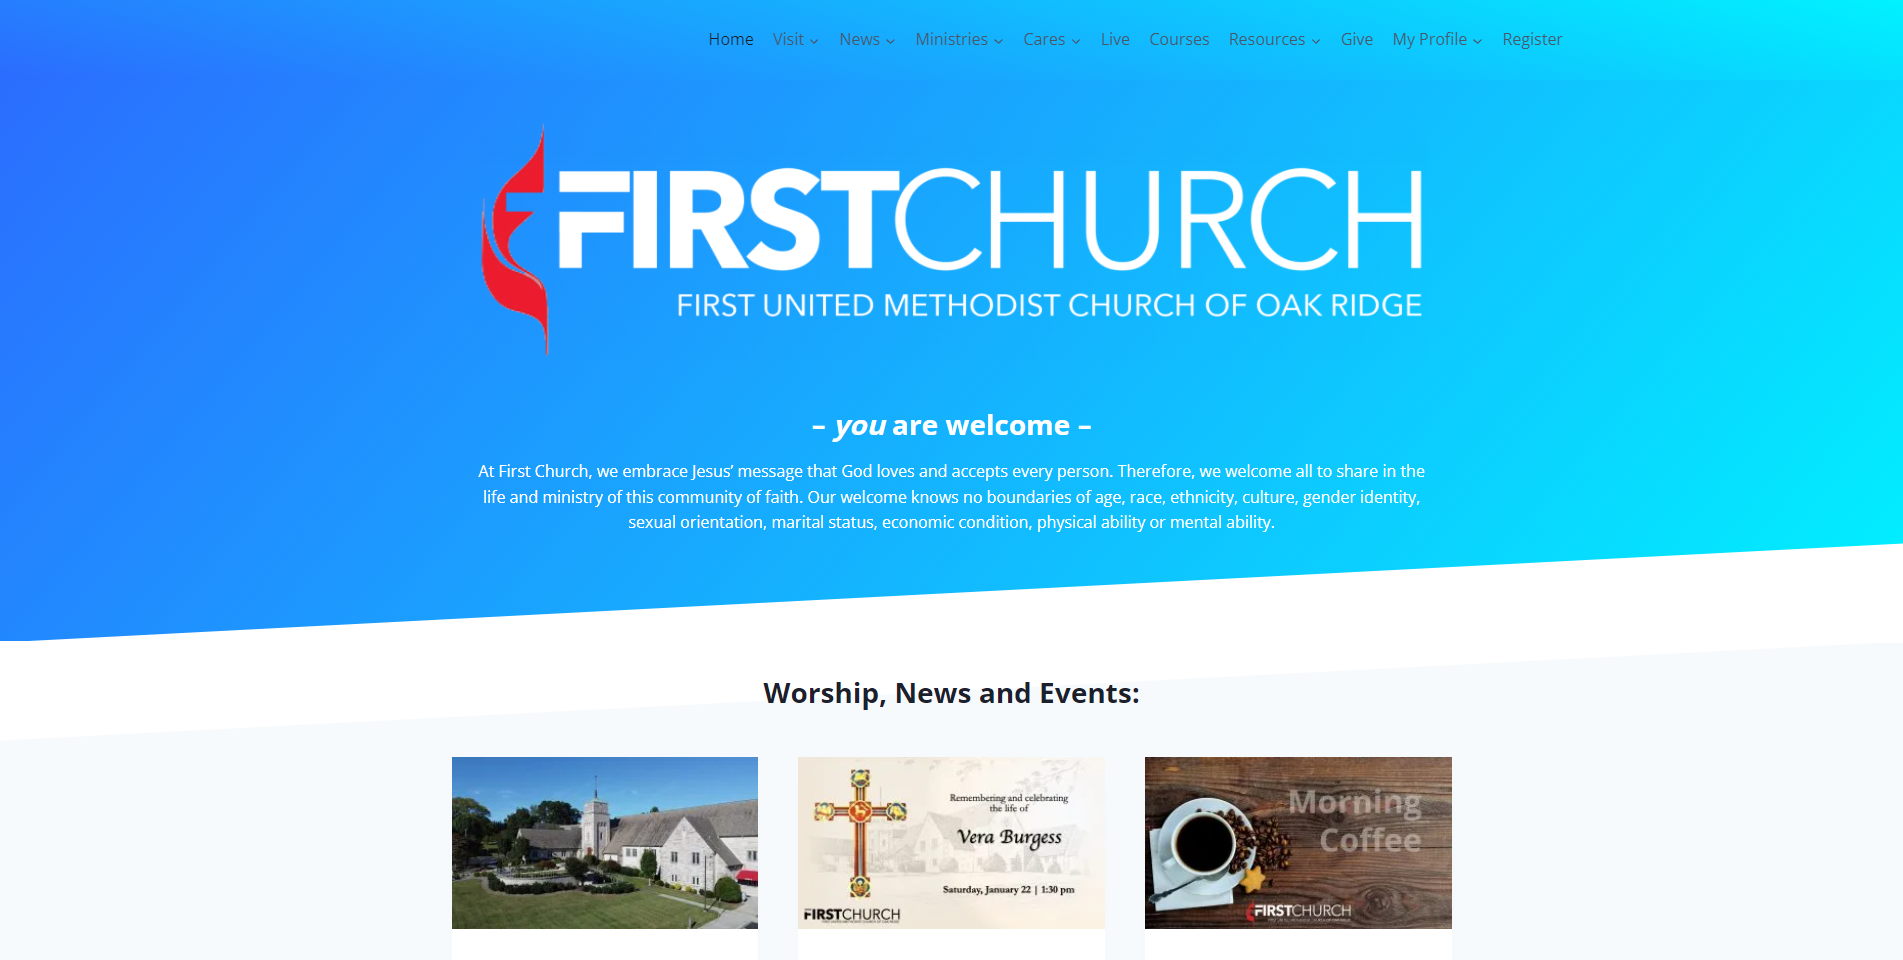 Home Visit News Ministries Cares Live Courses Resources Give My Profile Register
FIRSTCHURCH
FIRST UNITED METHODIST CHURCH OF OAK RIDGE
– you are welcome –
At First Church, we embrace Jesus’ message that God loves and accepts every person. Therefore, we welcome all to share in the
life and ministry of this community of faith. Our welcome knows no boundaries of age, race, ethnicity, culture, gender identity,
sexual orientation, marital status, economic condition, physical ability or mental ability.
Worship, News and Events:
Remembering and celebrating
the life of
Vera Burgess
Saturday, January 22 | 1:30 pm
FIRSTCHURCH
Morning
Coffee
FIRSTCHURCH